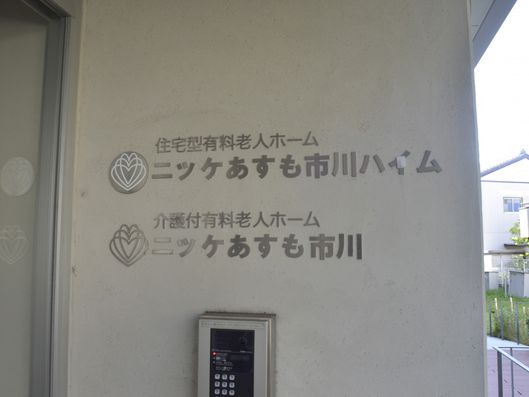 住宅型有料老人ホーム
ニッケあすも市川ハイム
介護付有料老人ホーム
ニッケあすも市川